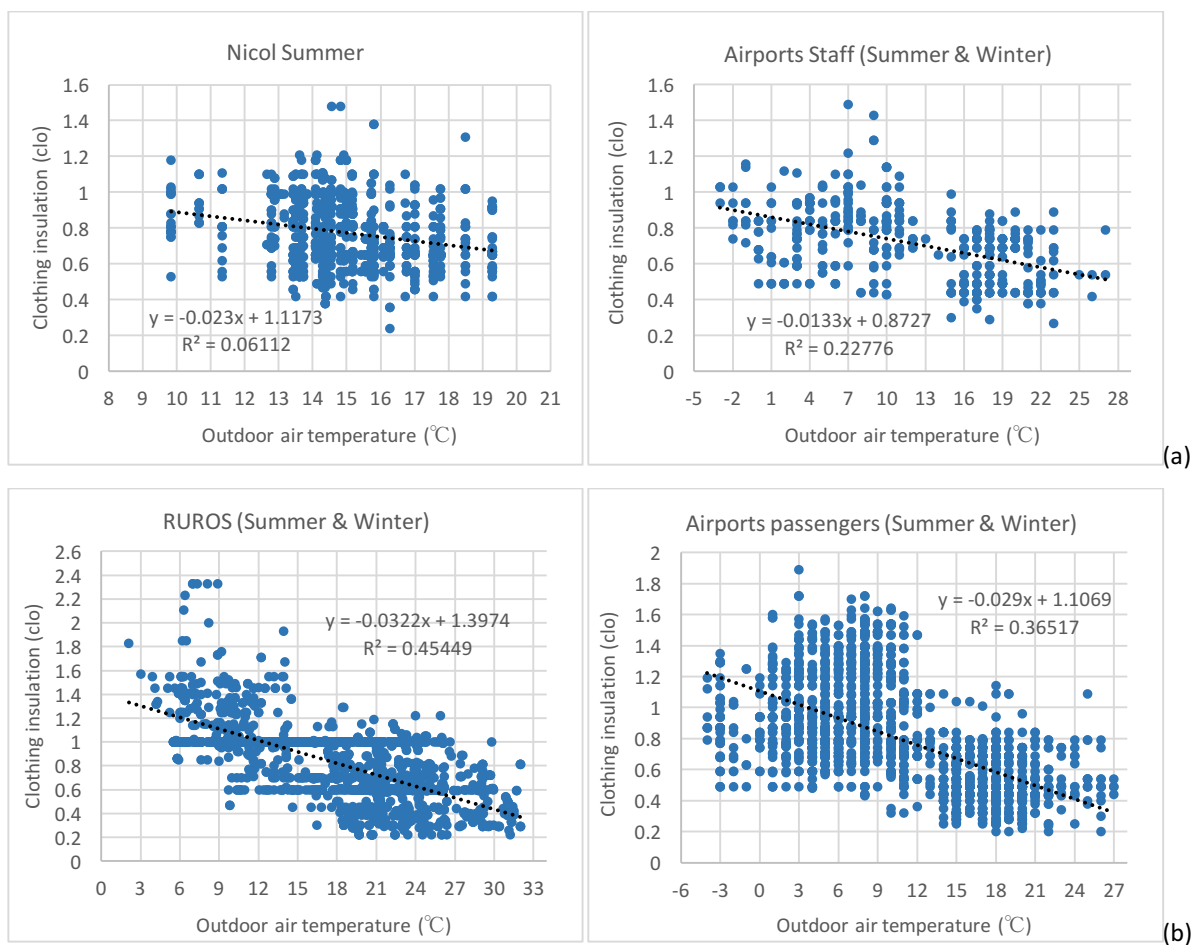 Nicol Summer
Clothing insulation (clo)
1.6
1.4
1.2
1
0.8
0.6
0.4
0.2
0
y = -0.023x + 1.1173
R² = 0.06112
8 9 10 11 12 13 14 15 16 17 18 19 20 21
Outdoor air temperature (℃)
Airports Staff (Summer & Winter)
Clothing insulation (clo)
1.6
1.4
1.2
1
0.8
0.6
0.4
0.2
0
y = -0.0133x + 0.8727
R² = 0.22776
-5 -2 1 4 7 10 13 16 19 22 25 28
Outdoor air temperature (℃)
(a)
RUROS (Summer & Winter)
Clothing insulation (clo)
2.6
2.4
2.2
2
1.8
1.6
1.4
1.2
1
0.8
0.6
0.4
0.2
0
y = -0.0322x + 1.3974
R² = 0.45449
0 3 6 9 12 15 18 21 24 27 30 33
Outdoor air temperature (℃)
Airports passengers (Summer & Winter)
Clothing insulation (clo)
2
1.8
1.6
1.4
1.2
1
0.8
0.6
0.4
0.2
0
y = -0.029x + 1.1069
R² = 0.36517
-6 -3 0 3 6 9 12 15 18 21 24 27
Outdoor air temperature (℃)
(b)